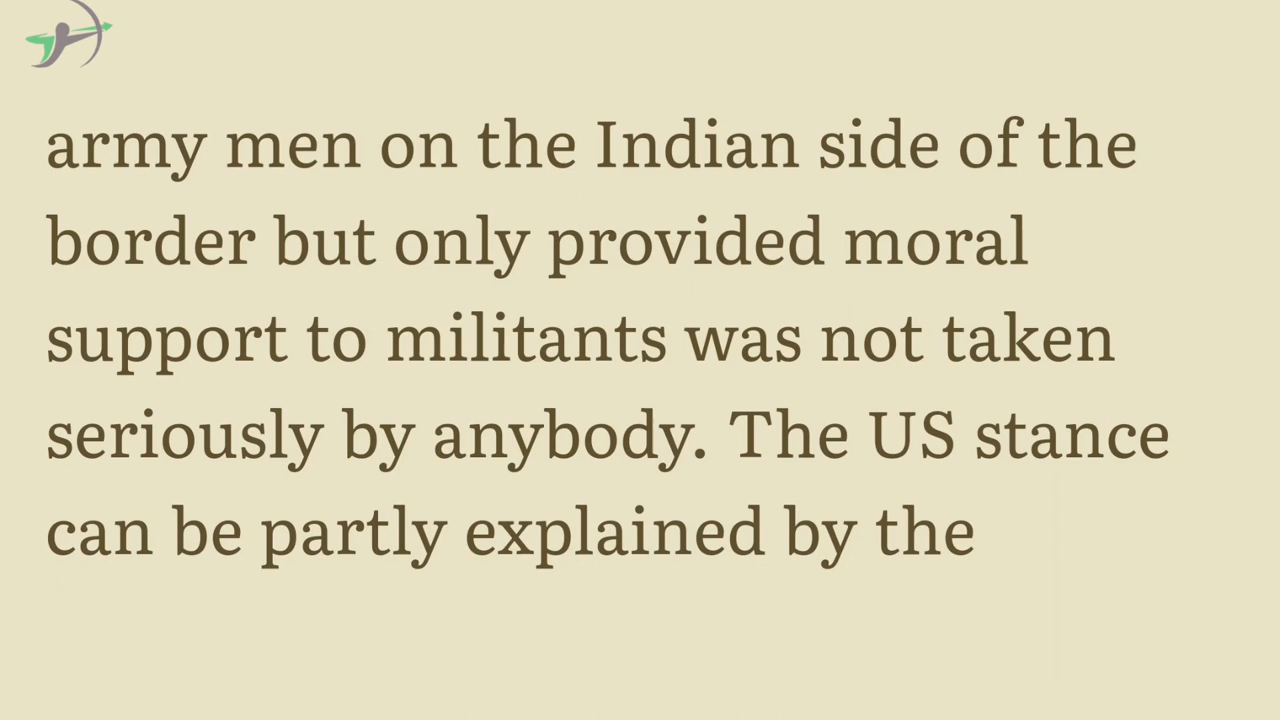 army men on the Indian side of the
border but only provided moral
support to militants was not taken
seriously by anybody. The US stance
can be partly explained by the